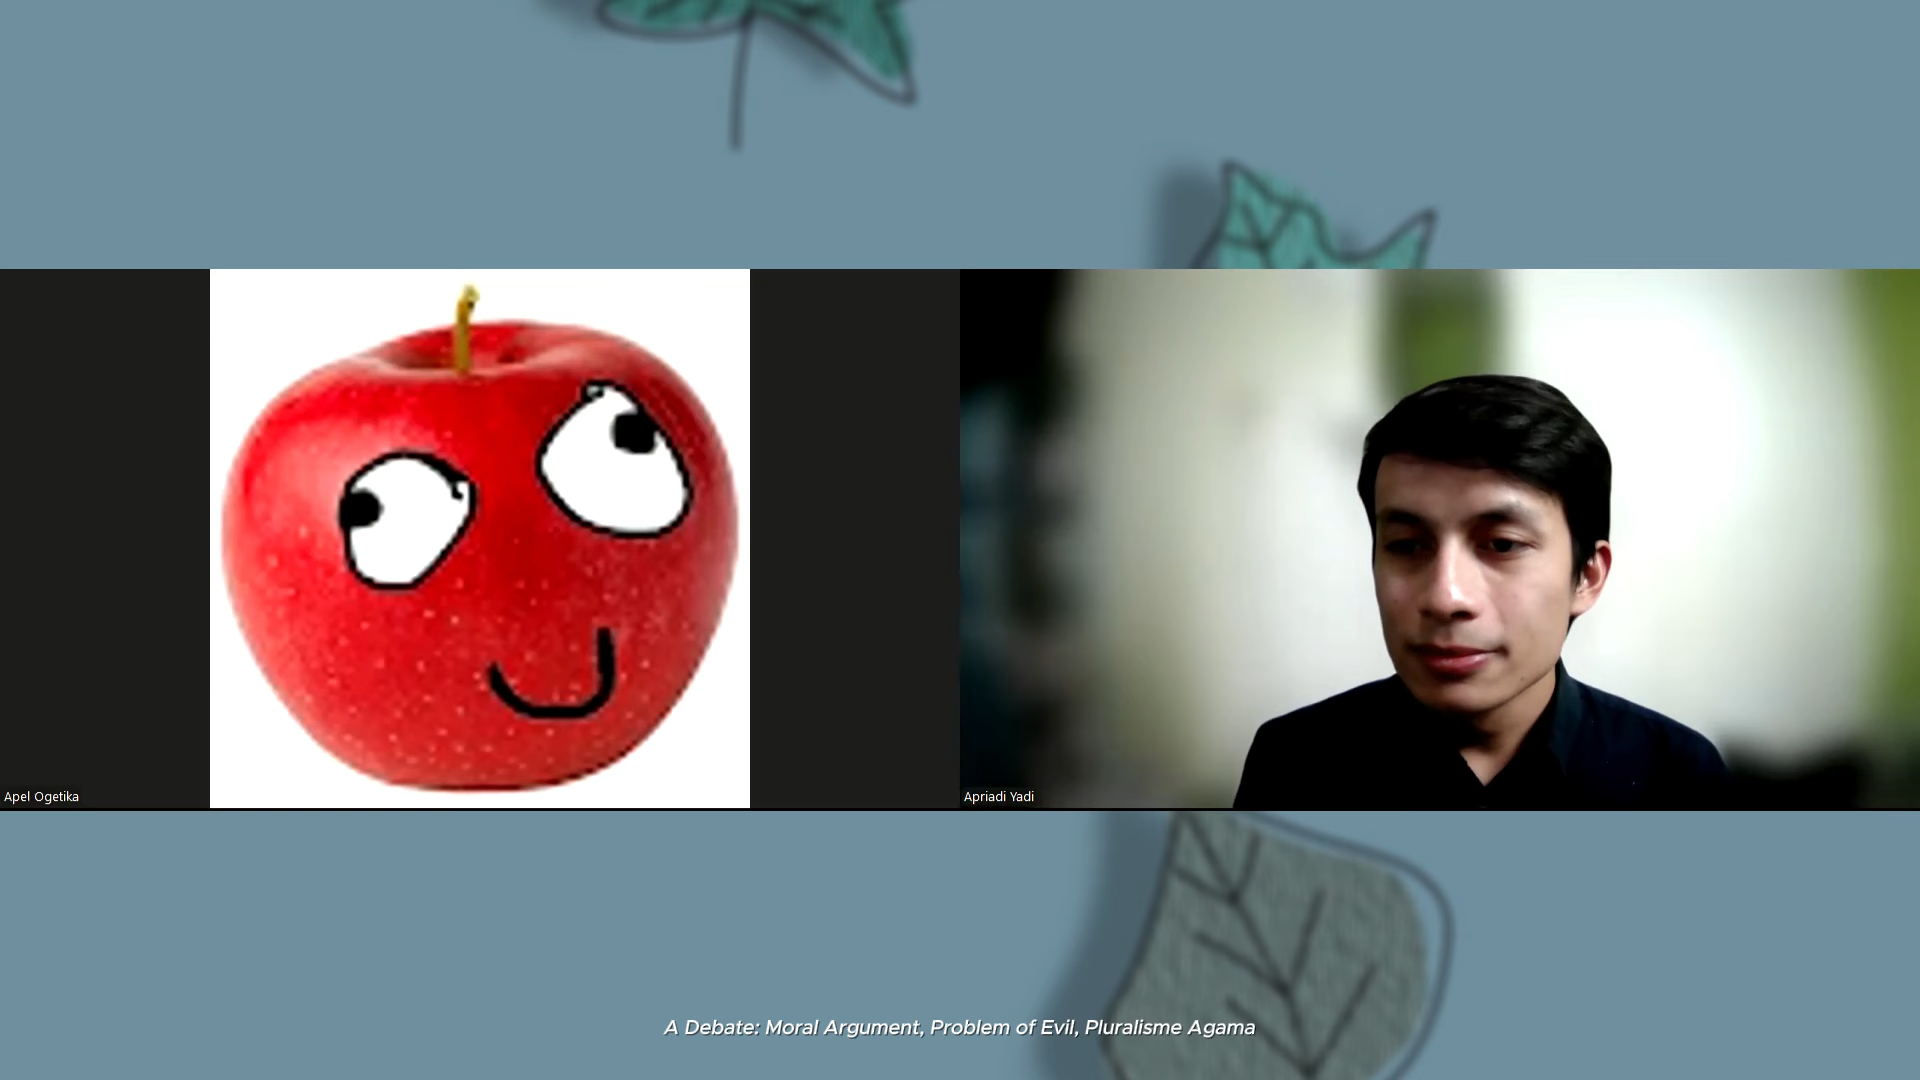 Apel Ogetika
Apriadi Yadi
A Debate: Moral Argument, Problem of Evil, Pluralisme Agama